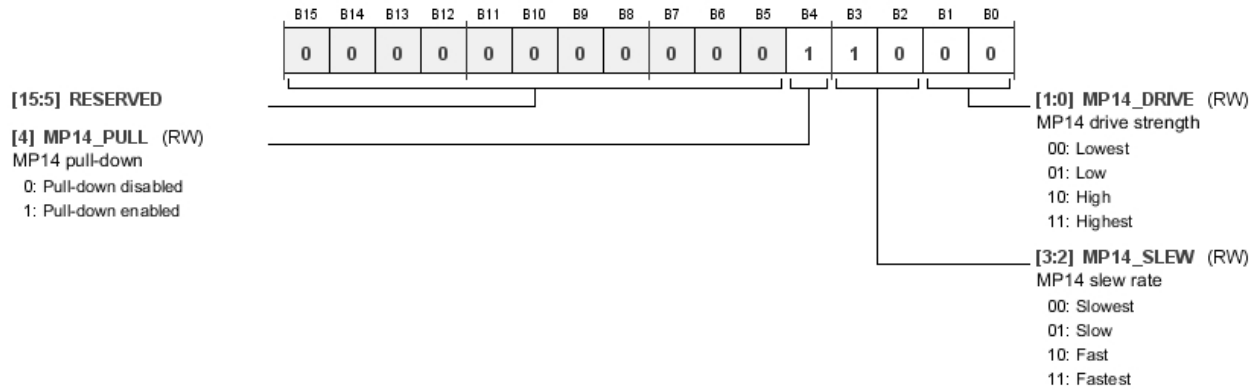 B15 B14 B13 B12 B11 B10 B9 B8 B7 B6 B5 B4 B3 B2 B1 B0
0 0 0 0 0 0 0 0 0 0 0 1 1 0 0 0
[15:5] RESERVED
[4] MP14_PULL (RW)
MP14 pull-down
0: Pull-down disabled
1: Pull-down enabled
[1:0] MP14_DRIVE (RW)
MP14 drive strength
00: Lowest
01: Low
10: High
11: Highest
[3:2] MP14_SLEW (RW)
MP14 slew rate
00: Slowest
01: Slow
10: Fast
11: Fastest